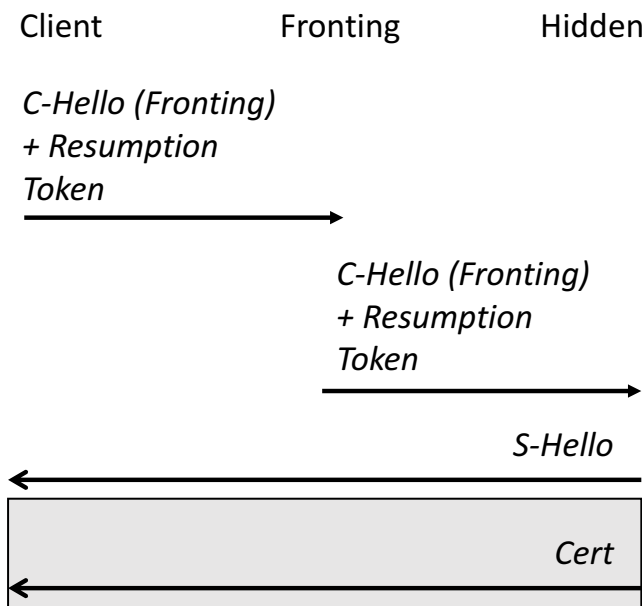 Client Fronting Hidden
C-Hello (Fronting)
+ Resumption
Token
C-Hello (Fronting)
+ Resumption
Token
S-Hello
Cert